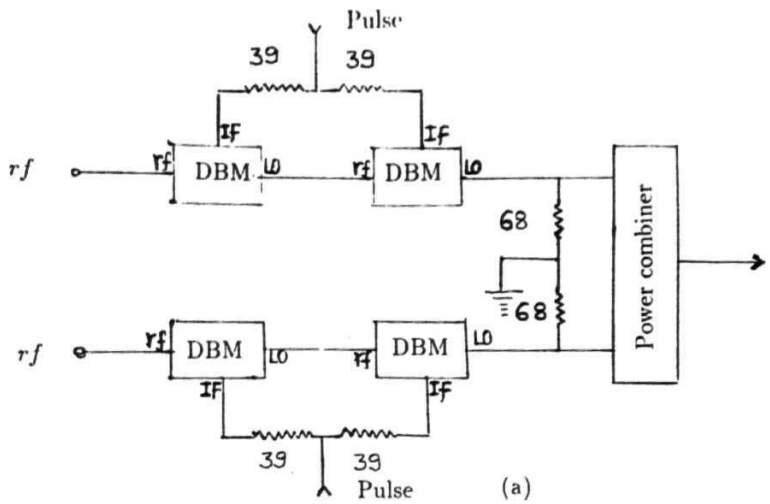 Pulse
39 39
If If
rf rf DBM LO rf DBM LO
68
Power combiner
68
rf rf DBM LO rf DBM LO
If If
39 39
Pulse (a)